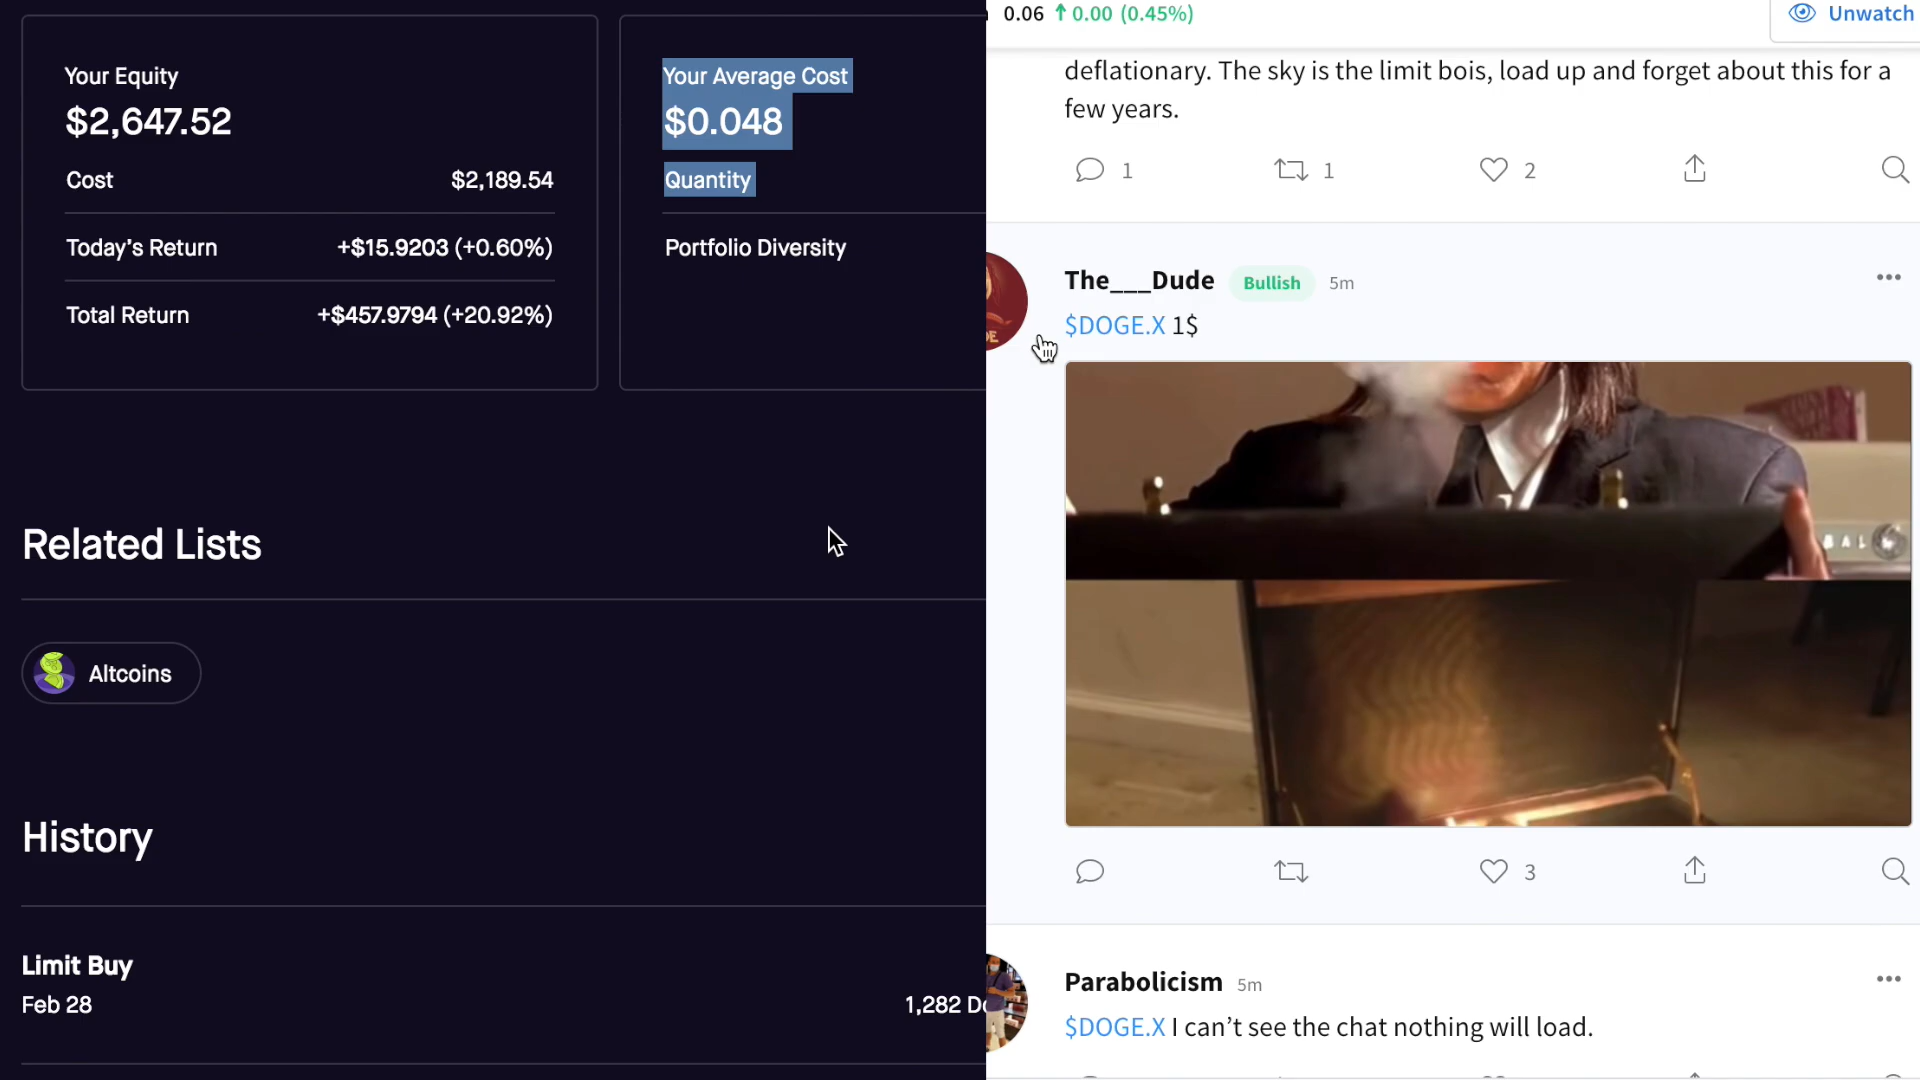 Your Equity
$2,647.52
Cost $2,189.54
Today's Return +$15.9203 (+0.60%)
Total Return +$457.9794 (+20.92%)
Your Average Cost
$0.048
Quantity
Portfolio Diversity
Related Lists
Altcoins
History
Limit Buy
Feb 28
1,282
0.06 ↑ 0.00 (0.45%)
Unwatch
deflationary. The sky is the limit bois, load up and forget about this for a
few years.
1 1 2
The___Dude Bullish 5m
$DOGE.X 1$
3
Parabolicism 5m
$DOGE.X I can’t see the chat nothing will load.